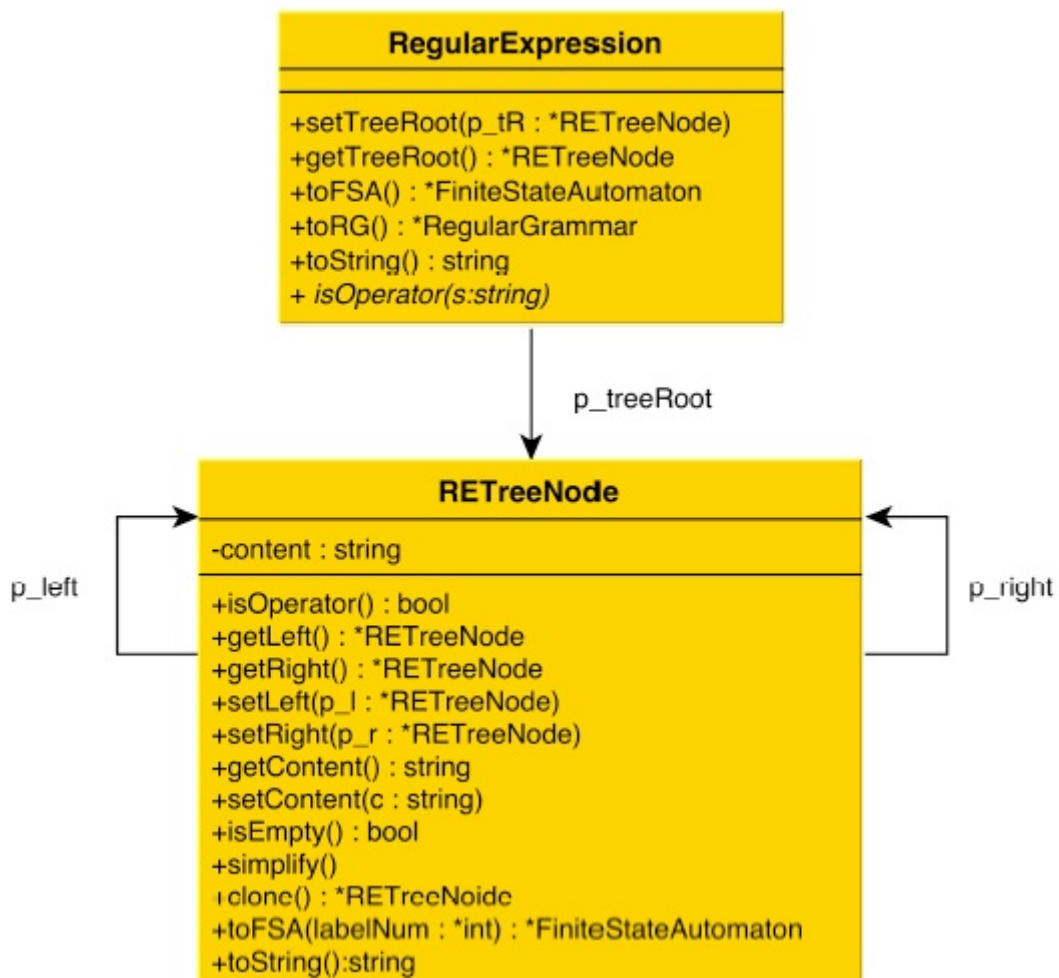 RegularExpression
+setTreeRoot(p_tR : *RETreeNode)
+getTreeRoot() : *RETreeNode
+toFSA() : *FiniteStateAutomaton
+toRG() : *RegularGrammar
+toString() : string
+ isOperator(s:string)
p_treeRoot
RETreeNode
-content : string
p_left
p_right
+isOperator() : bool
+getLeft() : *RETreeNode
+getRight() : *RETreeNode
+setLeft(p_l : *RETreeNode)
+setRight(p_r : *RETreeNode)
+getContent() : string
+setContent(c : string)
+isEmpty() : bool
+simplify()
+clone() : *RETreeNoide
+toFSA(labelNum : *int) : *FiniteStateAutomaton
+toString():string